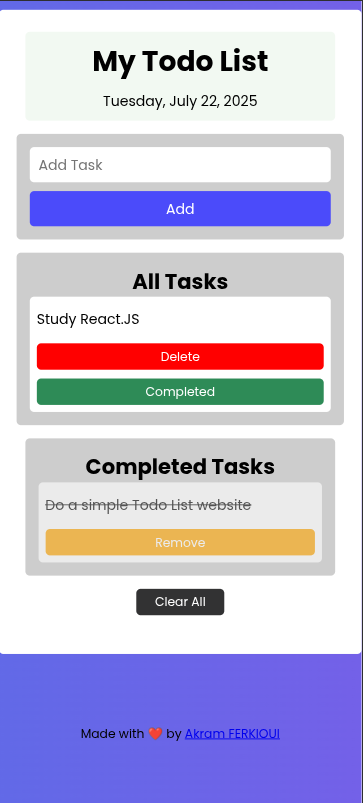 My Todo List
Tuesday, July 22, 2025
Add Task
Add
All Tasks
Study React.JS
Delete
Completed
Completed Tasks
Do a simple Todo List website
Remove
Clear All
Made with ❤️ by Akram FERKIOUI